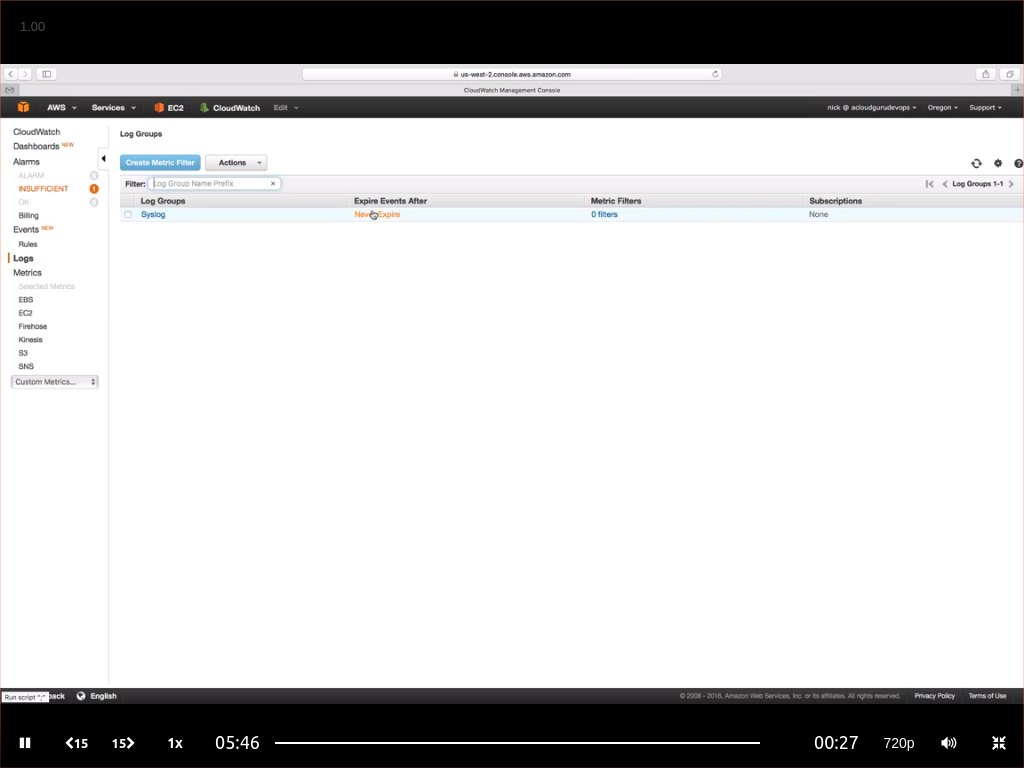 1.00
us-west-2.console.aws.amazon.com
CloudWatch Management Console
AWS Services EC2 CloudWatch Edit nick @ acloudgurudevops Oregon Support
CloudWatch
Dashboards NEW
Alarms
ALARM 0
INSUFFICIENT 1
OK 0
Billing
Events NEW
Rules
Logs
Metrics
Selected Metrics
EBS
EC2
Firehose
Kinesis
S3
SNS
Custom Metrics...
Log Groups
Create Metric Filter Actions
Filter: Log Group Name Prefix × Log Groups 1-1
Log Groups Expire Events After Metric Filters Subscriptions
Syslog Never Expire 0 filters None
Run script ";" back English © 2008 - 2016, Amazon Web Services, Inc. or its affiliates. All rights reserved. Privacy Policy Terms of Use
15 15 1x 05:46 00:27 720p